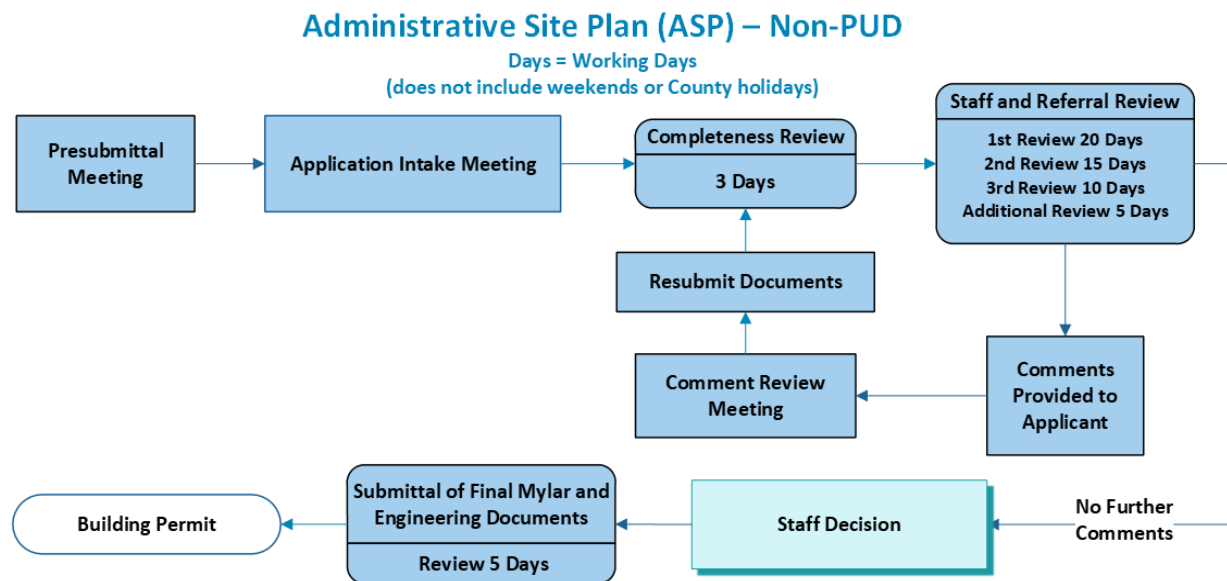 Administrative Site Plan (ASP) – Non-PUD
Days = Working Days
(does not include weekends or County holidays)
Presubmittal
Meeting
Application Intake Meeting
Completeness Review
3 Days
Staff and Referral Review
1st Review 20 Days
2nd Review 15 Days
3rd Review 10 Days
Additional Review 5 Days
Resubmit Documents
Comment Review
Meeting
Comments
Provided to
Applicant
Building Permit
Submittal of Final Mylar and
Engineering Documents
Review 5 Days
Staff Decision
No Further
Comments